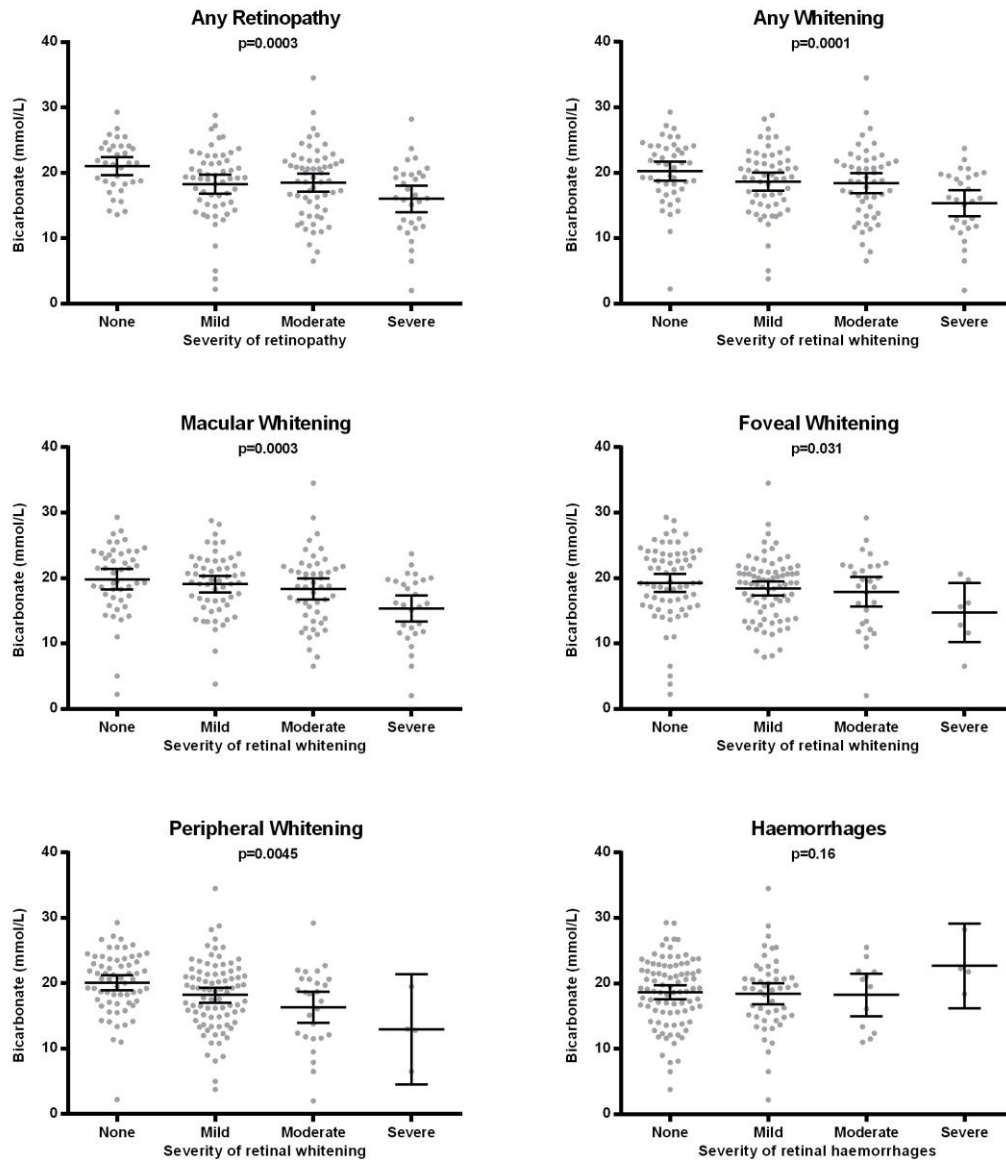 Any Retinopathy
p=0.0003
40
30
20
10
0
Bicarbonate (mmol/L)
None Mild Moderate Severe
Severity of retinopathy
Any Whitening
p=0.0001
40
30
20
10
0
Bicarbonate (mmol/L)
None Mild Moderate Severe
Severity of retinal whitening
Macular Whitening
p=0.0003
40
30
20
10
0
Bicarbonate (mmol/L)
None Mild Moderate Severe
Severity of retinal whitening
Foveal Whitening
p=0.031
40
30
20
10
0
Bicarbonate (mmol/L)
None Mild Moderate Severe
Severity of retinal whitening
Peripheral Whitening
p=0.0045
40
30
20
10
0
Bicarbonate (mmol/L)
None Mild Moderate Severe
Severity of retinal whitening
Haemorrhages
p=0.16
40
30
20
10
0
Bicarbonate (mmol/L)
None Mild Moderate Severe
Severity of retinal haemorrhages